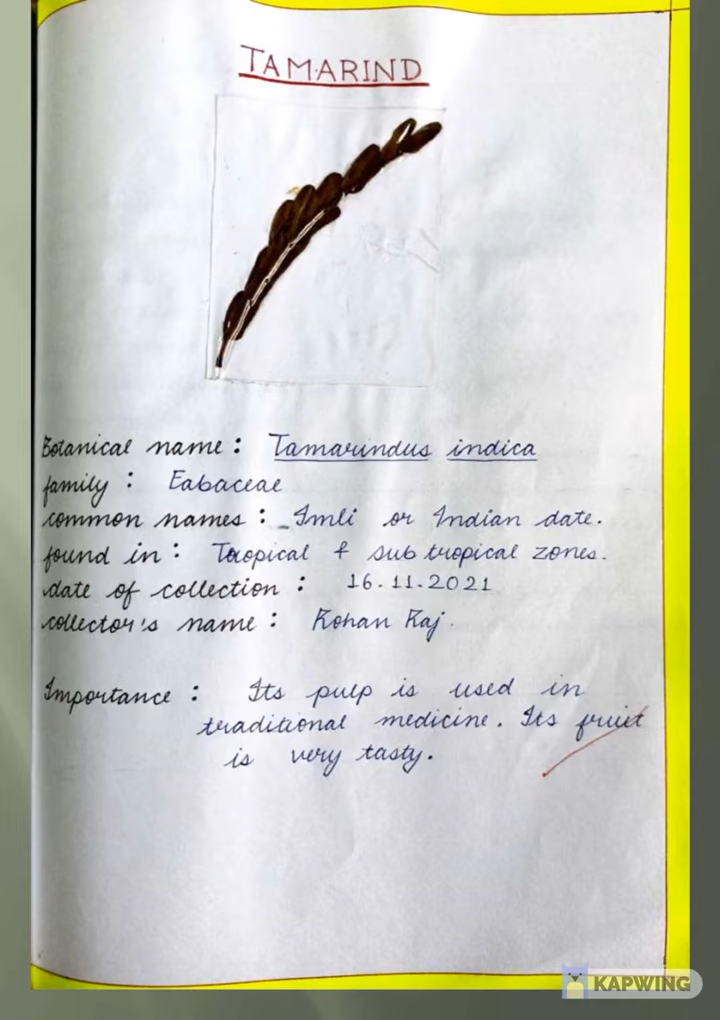 TAMARIND
Botanical name : Tamarindus indica
family : Fabaceae
common names : Imli or Indian date.
found in : Tropical & sub tropical zones.
date of collection : 16.11.2021
collector's name : Rohan Raj.
Importance : Its pulp is used in
traditional medicine. Its fruit
is very tasty.
KAPWING